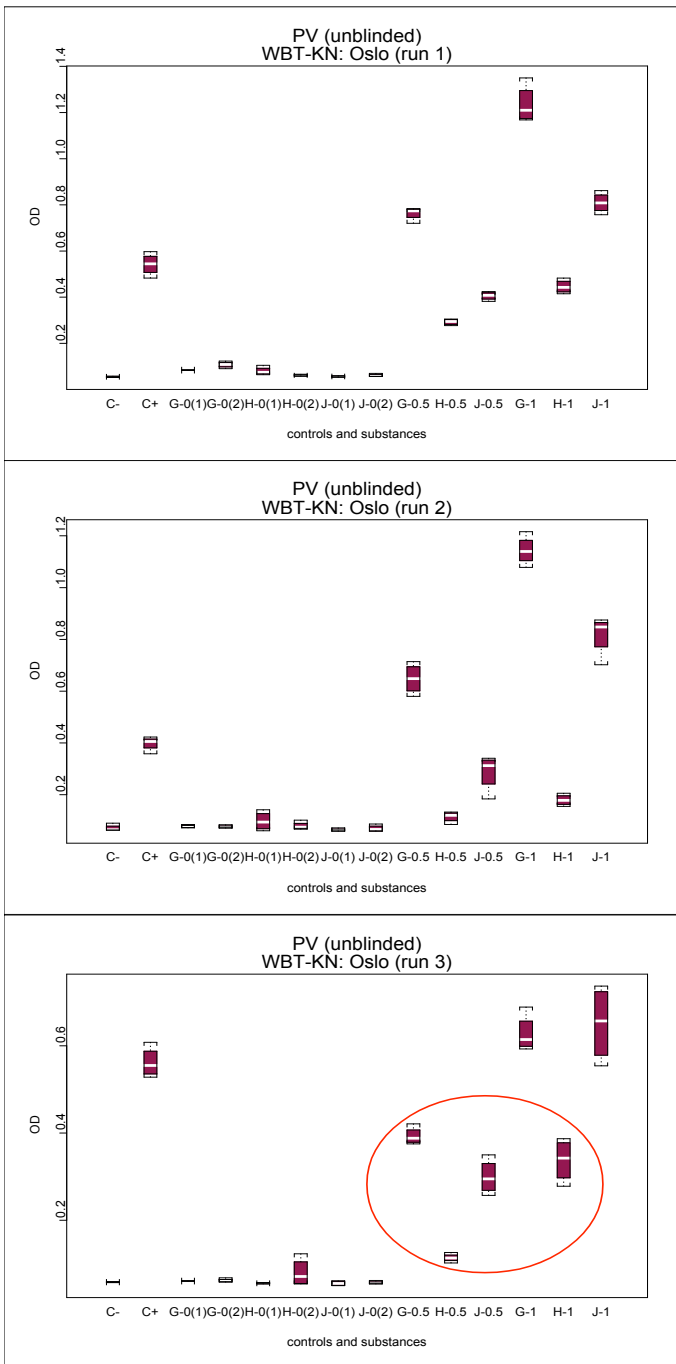 PV (unblinded)
WBT-KN: Oslo (run 1)
1.4
1.2
1.0
0.8
0.6
0.4
0.2
OD
C- C+ G-0(1) G-0(2) H-0(1) H-0(2) J-0(1) J-0(2) G-0.5 H-0.5 J-0.5 G-1 H-1 J-1
controls and substances
PV (unblinded)
WBT-KN: Oslo (run 2)
1.2
1.0
0.8
0.6
0.4
0.2
OD
C- C+ G-0(1) G-0(2) H-0(1) H-0(2) J-0(1) J-0(2) G-0.5 H-0.5 J-0.5 G-1 H-1 J-1
controls and substances
PV (unblinded)
WBT-KN: Oslo (run 3)
0.6
0.4
0.2
OD
C- C+ G-0(1) G-0(2) H-0(1) H-0(2) J-0(1) J-0(2) G-0.5 H-0.5 J-0.5 G-1 H-1 J-1
controls and substances